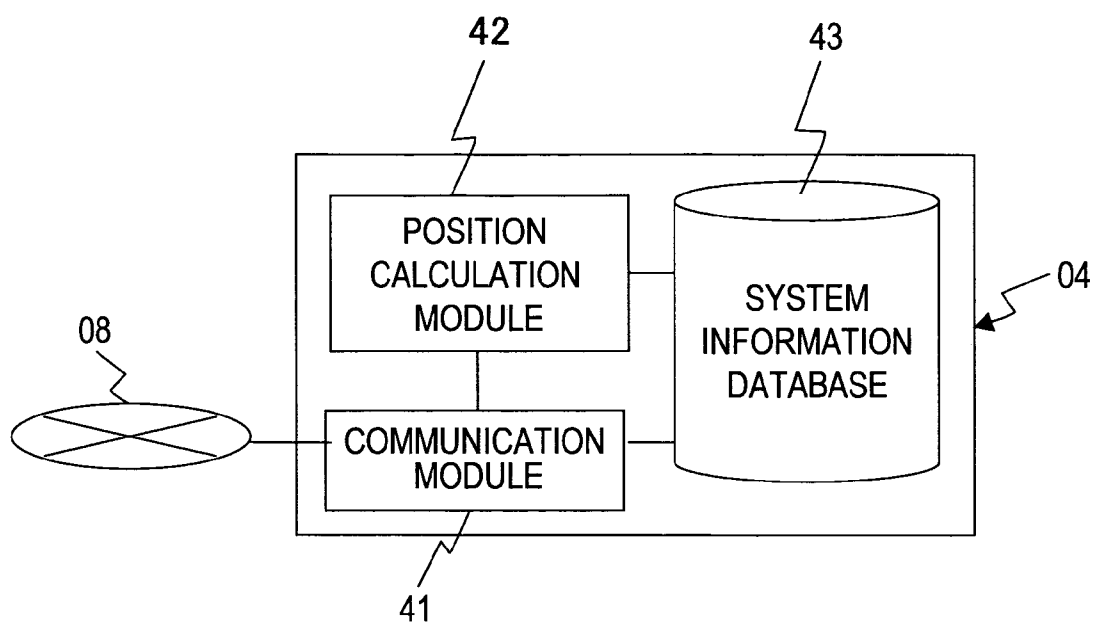 42
43
POSITION
CALCULATION
MODULE
SYSTEM
INFORMATION
DATABASE
04
08
COMMUNICATION
MODULE
41